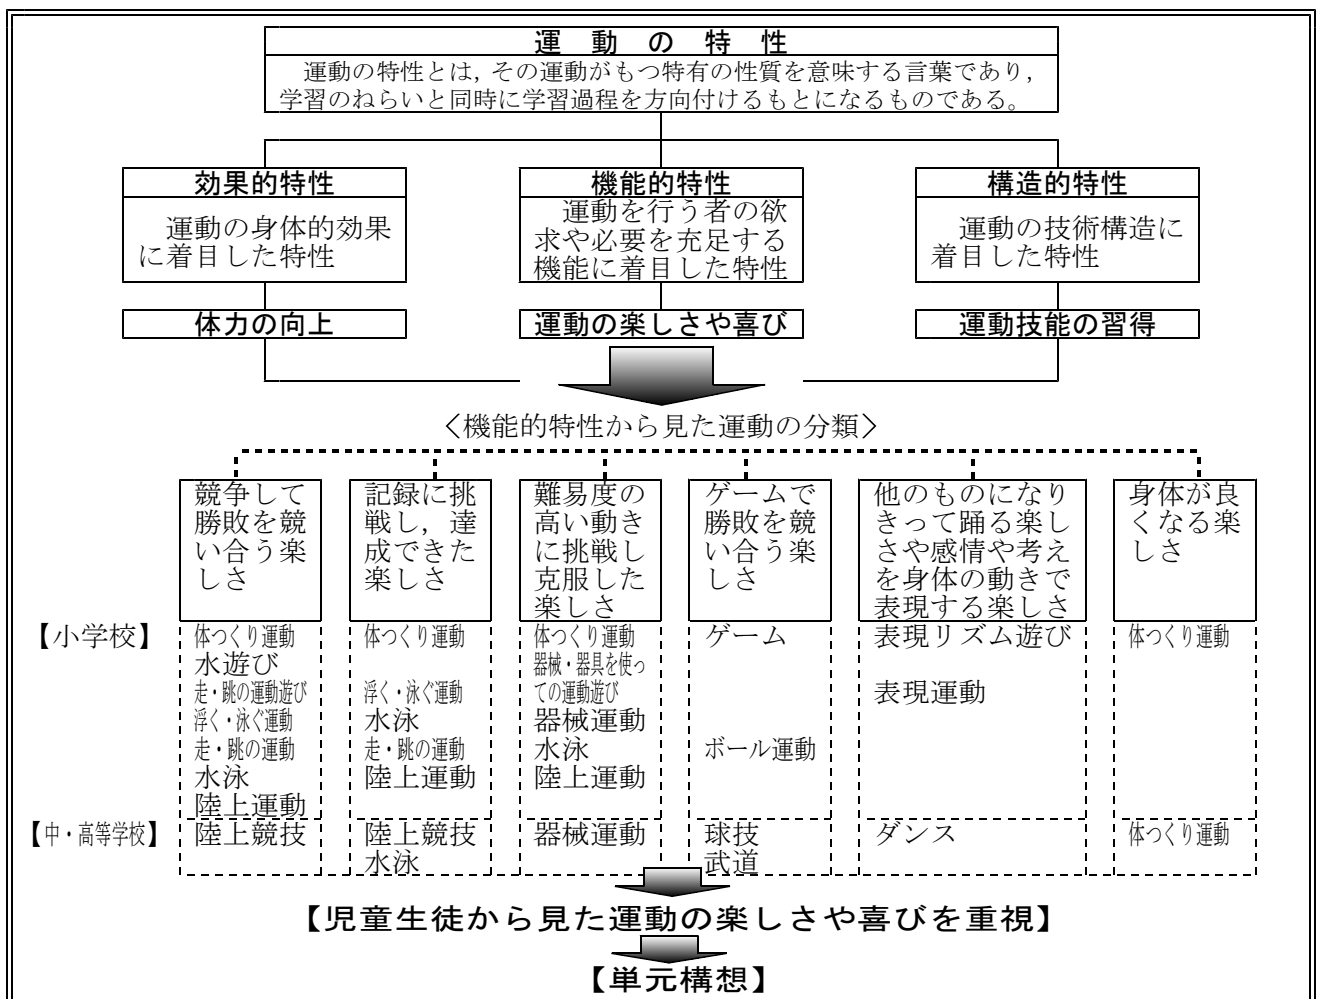 運動の特性
運動の特性とは，その運動がもつ特有の性質を意味する言葉であり，
学習のねらいと同時に学習過程を方向付けるもとになるものである。
効果的特性
運動の身体的効果
に着目した特性
体力の向上
機能的特性
運動を行う者の欲
求や必要を充足する
機能に着目した特性
運動の楽しさや喜び
構造的特性
運動の技術構造に
着目した特性
運動技能の習得
〈機能的特性から見た運動の分類〉
競争して
勝敗を競
い合う楽
しさ
記録に挑
戦し，達
成できた
楽しさ
難易度の
高い動き
に挑戦し
克服した
楽しさ
ゲームで
勝敗を競
い合う楽
しさ
他のものになり
きって踊る楽し
さや感情や考え
を身体の動きで
表現する楽しさ
身体が良
くなる楽
しさ
【小学校】
体つくり運動
水遊び
走・跳の運動遊び
浮く・泳ぐ運動
走・跳の運動
水泳
陸上運動
体つくり運動
浮く・泳ぐ運動
水泳
走・跳の運動
陸上運動
体つくり運動
器械・器具を使っ
ての運動遊び
器械運動
水泳
陸上運動
ゲーム
ボール運動
表現リズム遊び
表現運動
体つくり運動
【中・高等学校】
陸上競技
陸上競技
水泳
器械運動
球技
武道
ダンス
体つくり運動
【児童生徒から見た運動の楽しさや喜びを重視】
【単元構想】